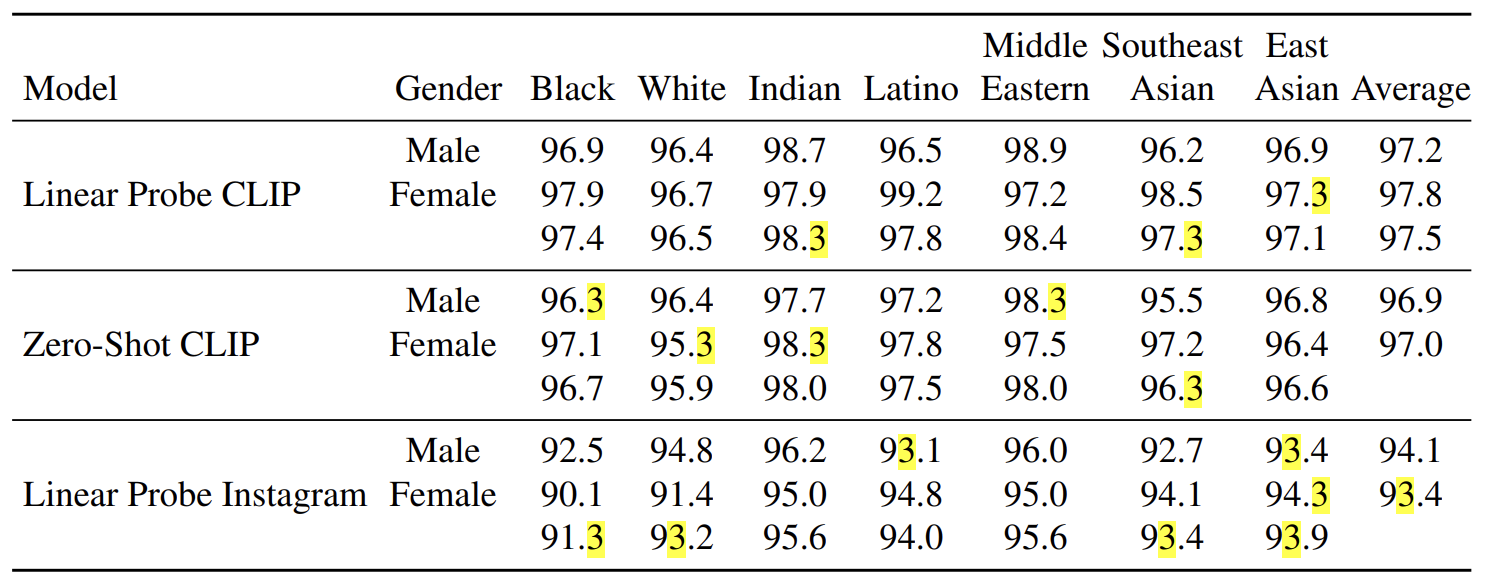 Middle Southeast East
Model Gender Black White Indian Latino Eastern Asian Asian Average
Male 96.9 96.4 98.7 96.5 98.9 96.2 96.9 97.2
Linear Probe CLIP Female 97.9 96.7 97.9 99.2 97.2 98.5 97.3 97.8
97.4 96.5 98.3 97.8 98.4 97.3 97.1 97.5
Male 96.3 96.4 97.7 97.2 98.3 95.5 96.8 96.9
Zero-Shot CLIP Female 97.1 95.3 98.3 97.8 97.5 97.2 96.4 97.0
96.7 95.9 98.0 97.5 98.0 96.3 96.6
Male 92.5 94.8 96.2 93.1 96.0 92.7 93.4 94.1
Linear Probe Instagram Female 90.1 91.4 95.0 94.8 95.0 94.1 94.3 93.4
91.3 93.2 95.6 94.0 95.6 93.4 93.9